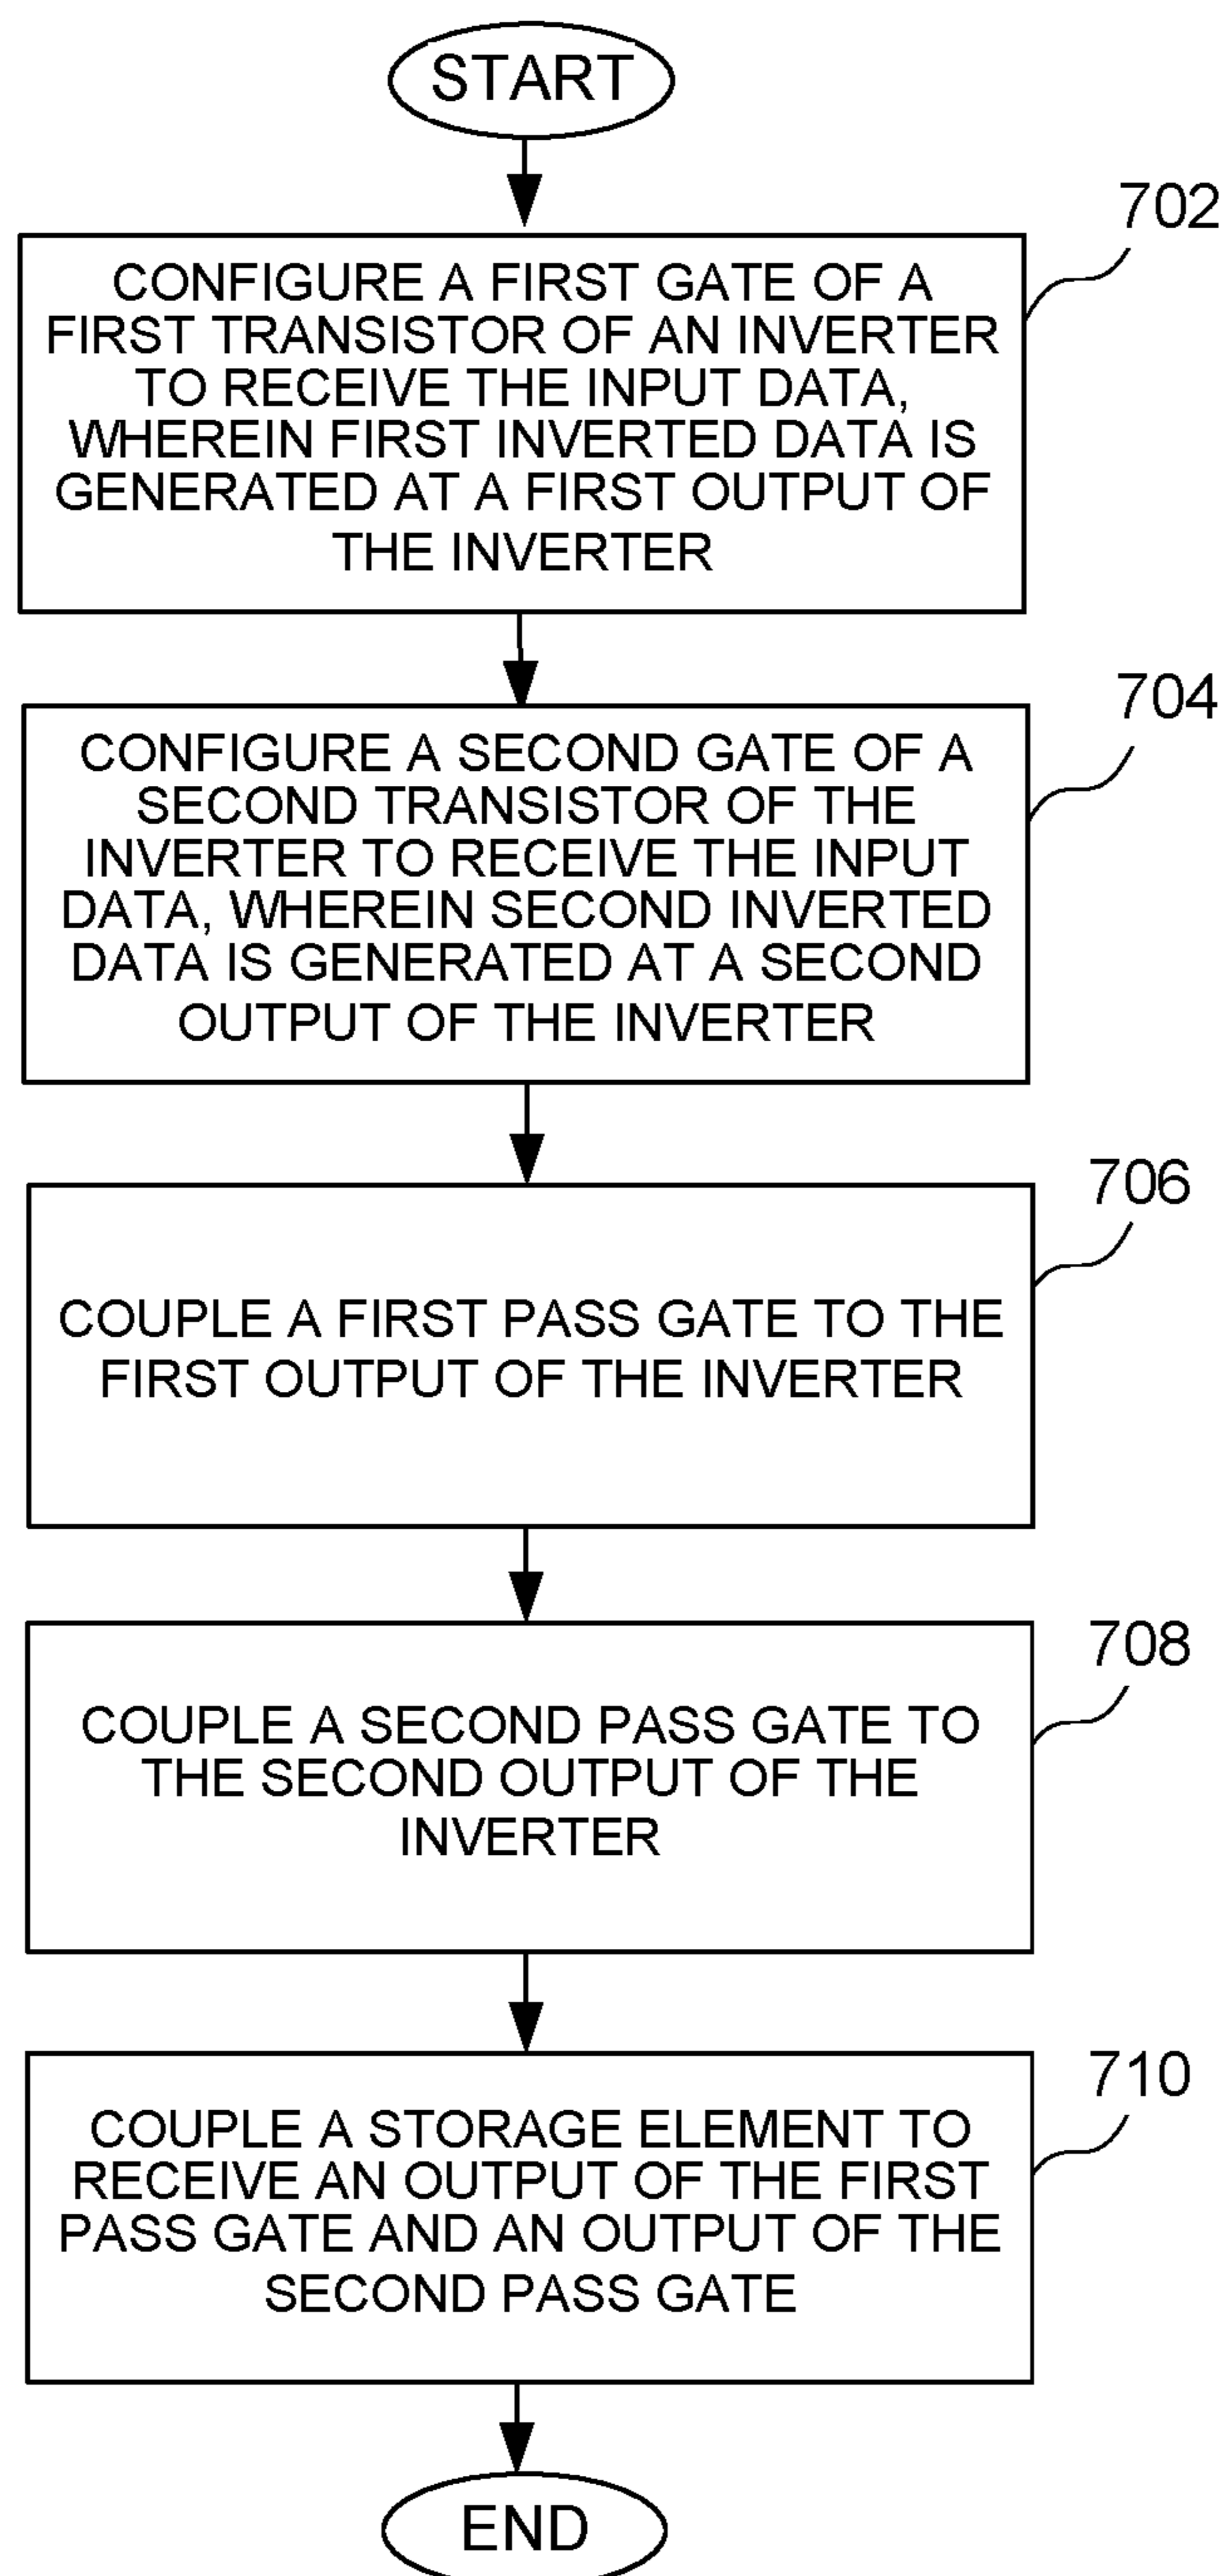 START
702
CONFIGURE A FIRST GATE OF A
FIRST TRANSISTOR OF AN INVERTER
TO RECEIVE THE INPUT DATA,
WHEREIN FIRST INVERTED DATA IS
GENERATED AT A FIRST OUTPUT OF
THE INVERTER
704
CONFIGURE A SECOND GATE OF A
SECOND TRANSISTOR OF THE
INVERTER TO RECEIVE THE INPUT
DATA, WHEREIN SECOND INVERTED
DATA IS GENERATED AT A SECOND
OUTPUT OF THE INVERTER
706
COUPLE A FIRST PASS GATE TO THE
FIRST OUTPUT OF THE INVERTER
708
COUPLE A SECOND PASS GATE TO
THE SECOND OUTPUT OF THE
INVERTER
710
COUPLE A STORAGE ELEMENT TO
RECEIVE AN OUTPUT OF THE FIRST
PASS GATE AND AN OUTPUT OF THE
SECOND PASS GATE
END